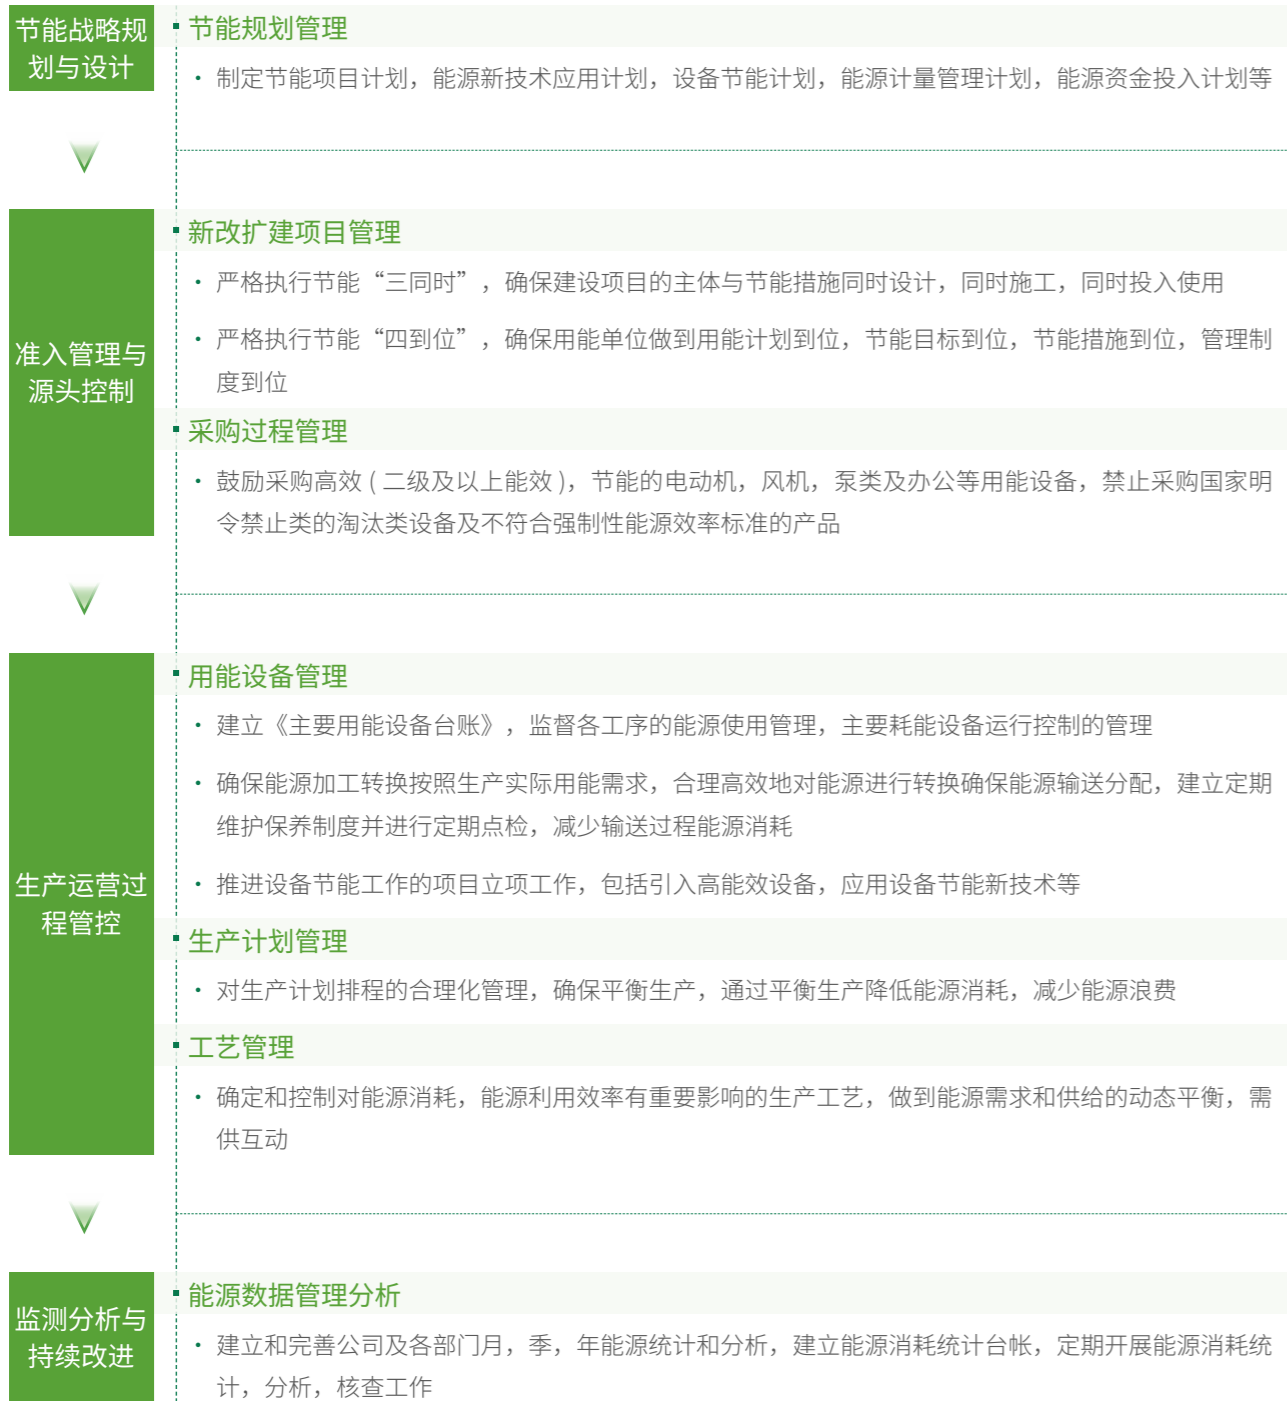 节能战略规
划与设计
节能规划管理
· 制定节能项目计划，能源新技术应用计划，设备节能计划，能源计量管理计划，能源资金投入计划等
准入管理与
源头控制
新改扩建项目管理
· 严格执行节能“三同时”，确保建设项目的主体与节能措施同时设计，同时施工，同时投入使用
· 严格执行节能“四到位”，确保用能单位做到用能计划到位，节能目标到位，节能措施到位，管理制
度到位
采购过程管理
· 鼓励采购高效 ( 二级及以上能效 )，节能的电动机，风机，泵类及办公等用能设备，禁止采购国家明
令禁止类的淘汰类设备及不符合强制性能源效率标准的产品
生产运营过
程管控
用能设备管理
· 建立《主要用能设备台账》，监督各工序的能源使用管理，主要耗能设备运行控制的管理
· 确保能源加工转换按照生产实际用能需求，合理高效地对能源进行转换确保能源输送分配，建立定期
维护保养制度并进行定期点检，减少输送过程能源消耗
· 推进设备节能工作的项目立项工作，包括引入高能效设备，应用设备节能新技术等
生产计划管理
· 对生产计划排程的合理化管理，确保平衡生产，通过平衡生产降低能源消耗，减少能源浪费
工艺管理
· 确定和控制对能源消耗，能源利用效率有重要影响的生产工艺，做到能源需求和供给的动态平衡，需
供互动
监测分析与
持续改进
能源数据管理分析
· 建立和完善公司及各部门月，季，年能源统计和分析，建立能源消耗统计台帐，定期开展能源消耗统
计，分析，核查工作